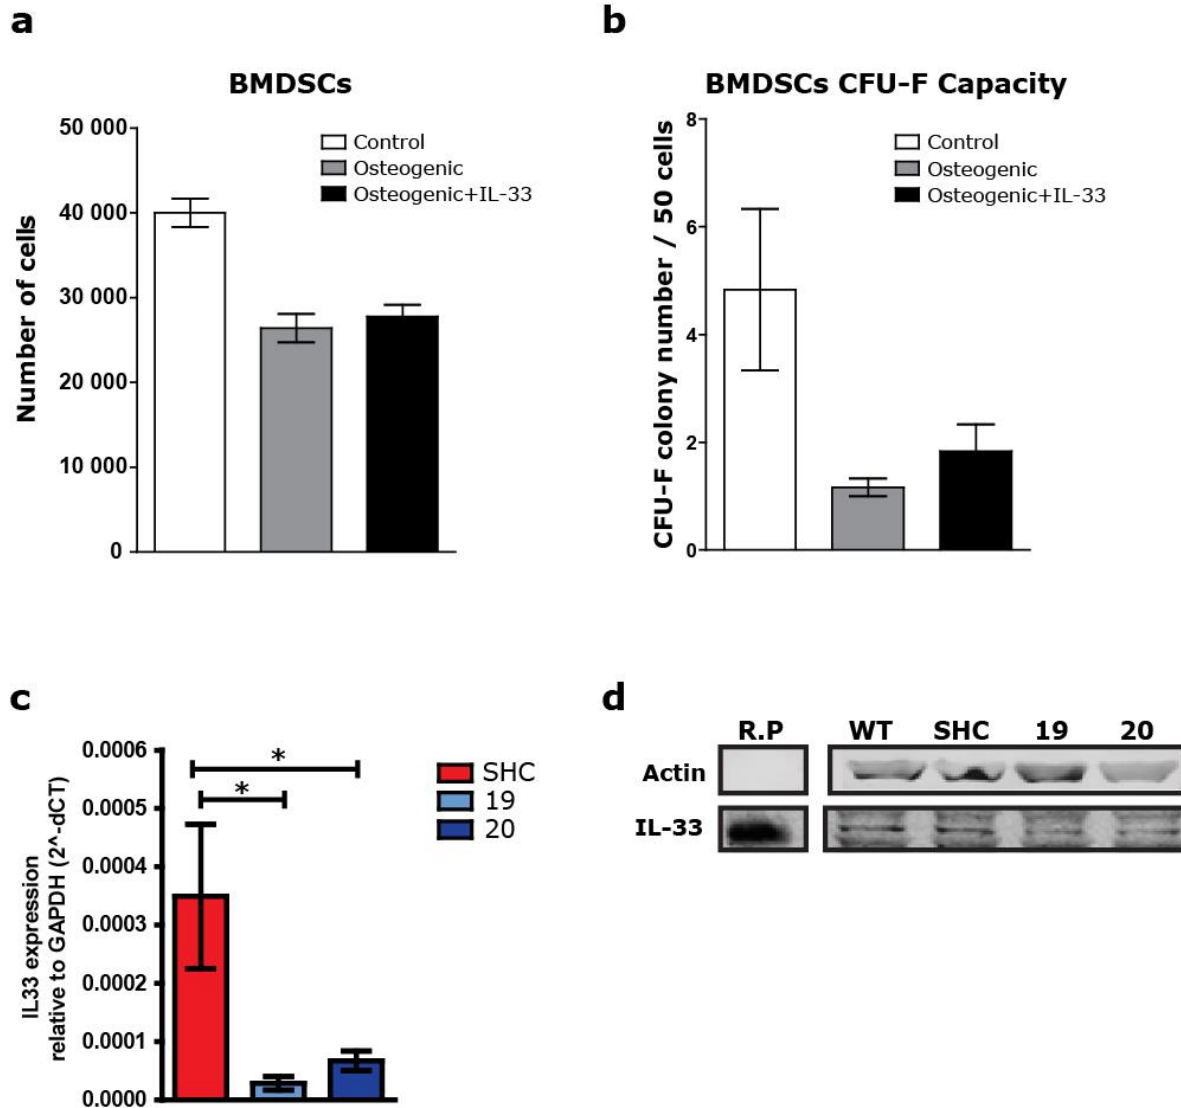 a
BMDSCs
Number of cells
50 000
40 000
30 000
20 000
10 000
0
Control
Osteogenic
Osteogenic+IL-33
b
BMDSCs CFU-F Capacity
CFU-F colony number / 50 cells
8
6
4
2
0
Control
Osteogenic
Osteogenic+IL-33
c
IL33 expression
relative to GAPDH (2^-dCT)
0.0006
0.0005
0.0004
0.0003
0.0002
0.0001
0.0000
*
*
SHC
19
20
d
R.P WT SHC 19 20
Actin
IL-33